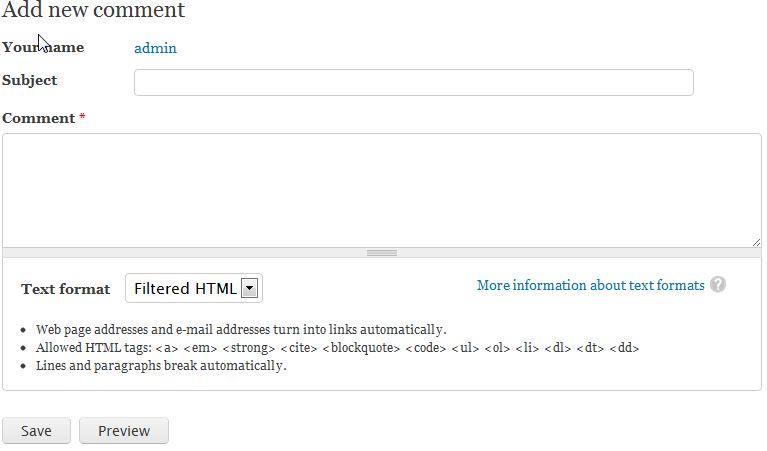 Add new comment
Your name admin
Subject
Comment *
Text format Filtered HTML More information about text formats ?
Web page addresses and e-mail addresses turn into links automatically.
Allowed HTML tags: <a> <em> <strong> <cite> <blockquote> <code> <ul> <ol> <li> <dl> <dt> <dd>
Lines and paragraphs break automatically.
Save Preview